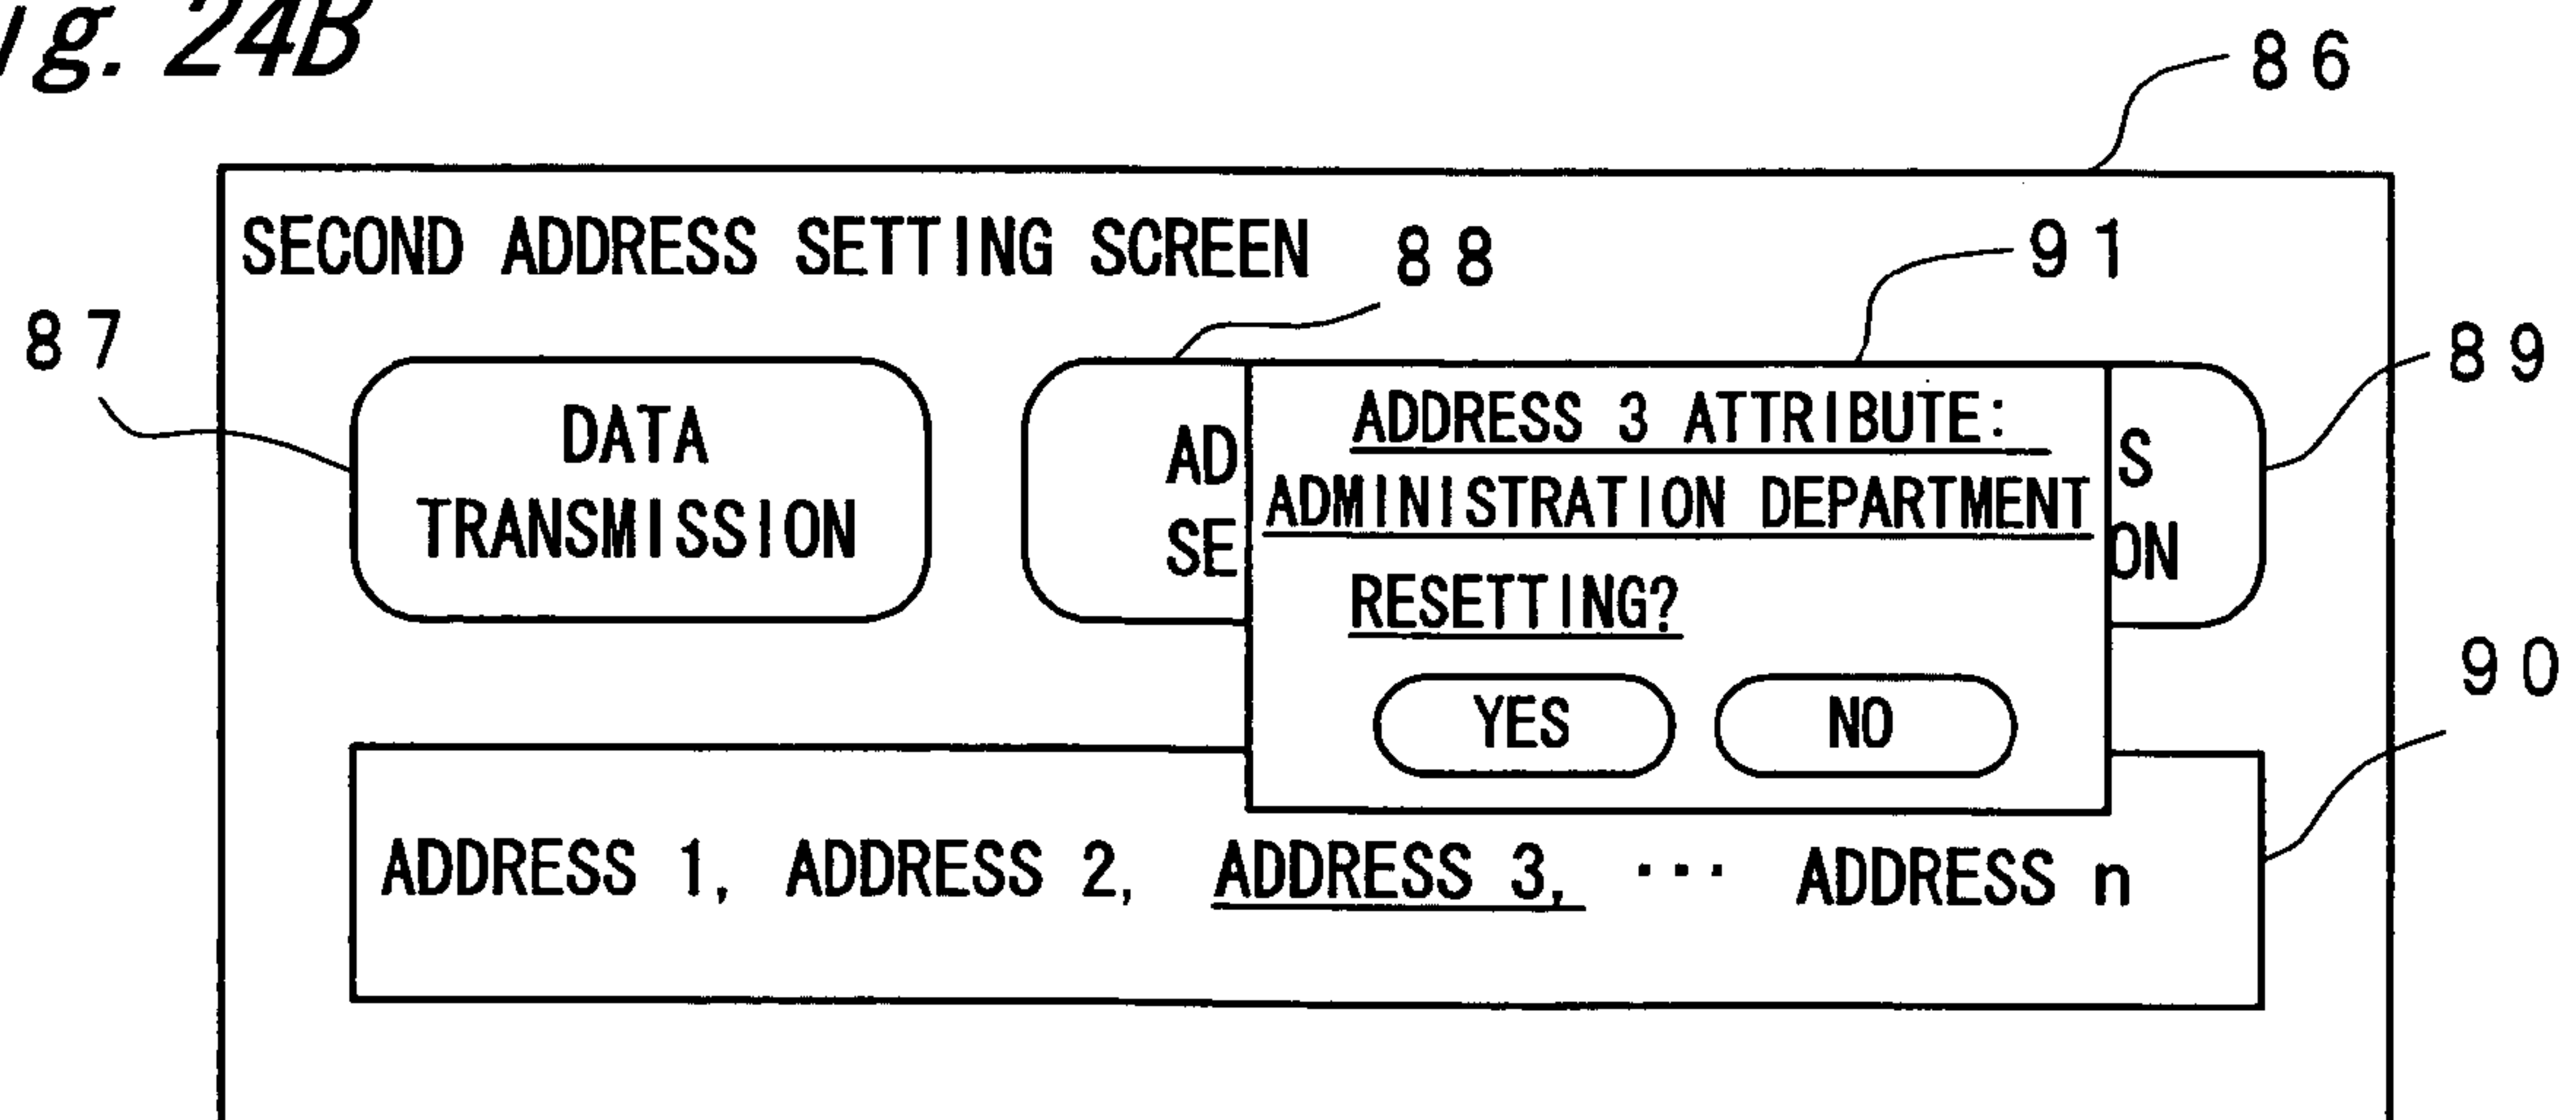 ig. 24B
86
SECOND ADDRESS SETTING SCREEN
88
91
87
89
DATA
TRANSMISSION
AD
SE
ADDRESS 3 ATTRIBUTE:
ADMINISTRATION DEPARTMENT
RESETTING?
S
ON
YES
NO
90
ADDRESS 1, ADDRESS 2, ADDRESS 3, ··· ADDRESS n